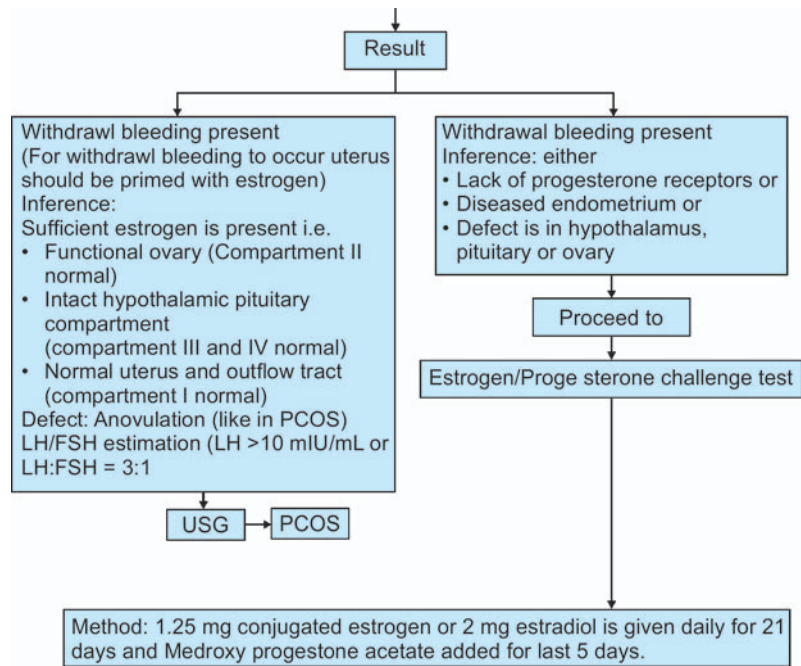 Result
Withdrawl bleeding present
(For withdrawl bleeding to occur uterus
should be primed with estrogen)
Inference:
Sufficient estrogen is present i.e.
• Functional ovary (Compartment II
normal)
• Intact hypothalamic pituitary
compartment
(compartment III and IV normal)
• Normal uterus and outflow tract
(compartment I normal)
Defect: Anovulation (like in PCOS)
LH/FSH estimation (LH >10 mIU/mL or
LH:FSH = 3:1
USG
PCOS
Withdrawal bleeding present
Inference: either
• Lack of progesterone receptors or
• Diseased endometrium or
• Defect is in hypothalamus,
pituitary or ovary
Proceed to
Estrogen/Proge sterone challenge test
Method: 1.25 mg conjugated estrogen or 2 mg estradiol is given daily for 21
days and Medroxy progestone acetate added for last 5 days.